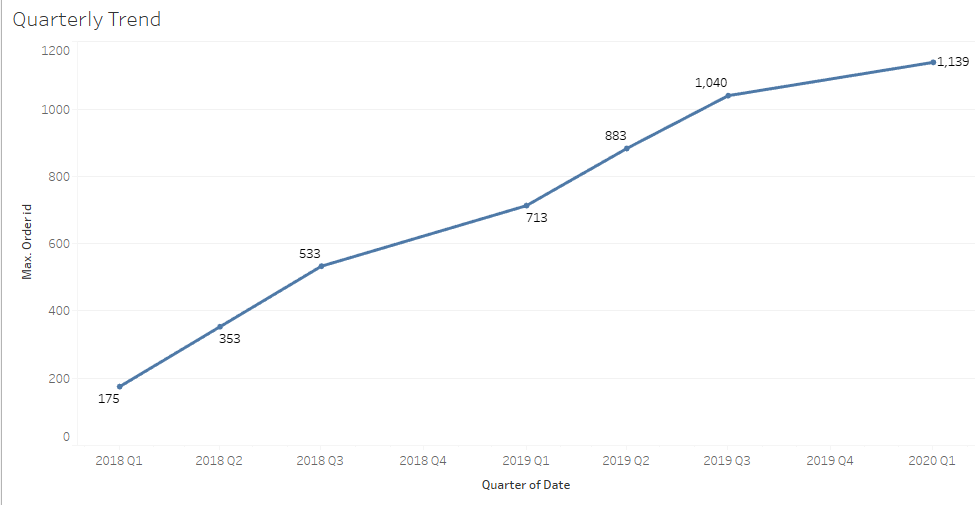 Quarterly Trend
1200
1000
800
600
400
200
0
Max. Order id
175
353
533
713
883
1,040
1,139
2018 Q1
2018 Q2
2018 Q3
2018 Q4
2019 Q1
2019 Q2
2019 Q3
2019 Q4
2020 Q1
Quarter of Date